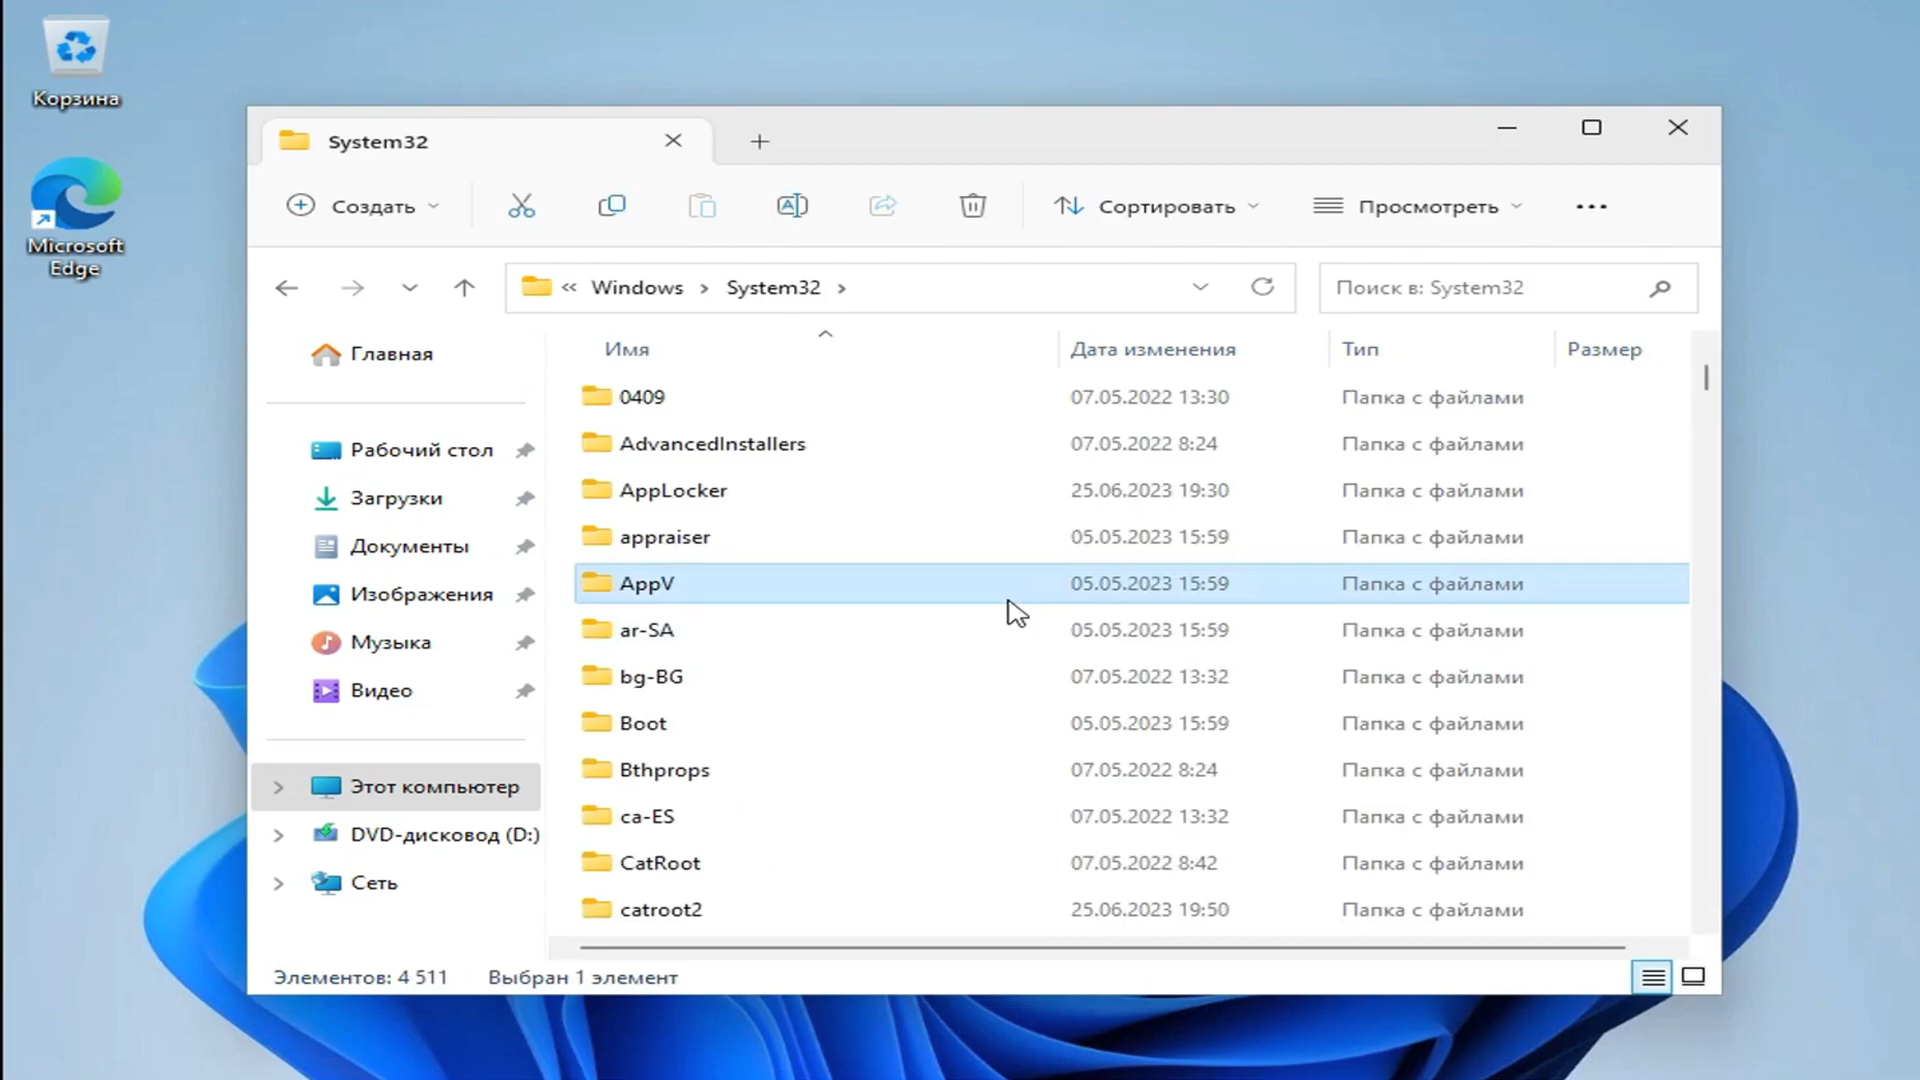 Корзина
Microsoft
Edge
System32
Создать
Сортировать
Просмотреть
Windows
System32
Поиск в: System32
Главная
Рабочий стол
Загрузки
Документы
Изображения
Музыка
Видео
Этот компьютер
DVD-дисковод (D:)
Сеть
Имя Дата изменения Тип Размер
0409 07.05.2022 13:30 Папка с файлами
AdvancedInstallers 07.05.2022 8:24 Папка с файлами
AppLocker 25.06.2023 19:30 Папка с файлами
appraiser 05.05.2023 15:59 Папка с файлами
AppV 05.05.2023 15:59 Папка с файлами
ar-SA 05.05.2023 15:59 Папка с файлами
bg-BG 07.05.2022 13:32 Папка с файлами
Boot 05.05.2023 15:59 Папка с файлами
Bthprops 07.05.2022 8:24 Папка с файлами
ca-ES 07.05.2022 13:32 Папка с файлами
CatRoot 07.05.2022 8:42 Папка с файлами
catroot2 25.06.2023 19:50 Папка с файлами
Элементов: 4 511 Выбран 1 элемент